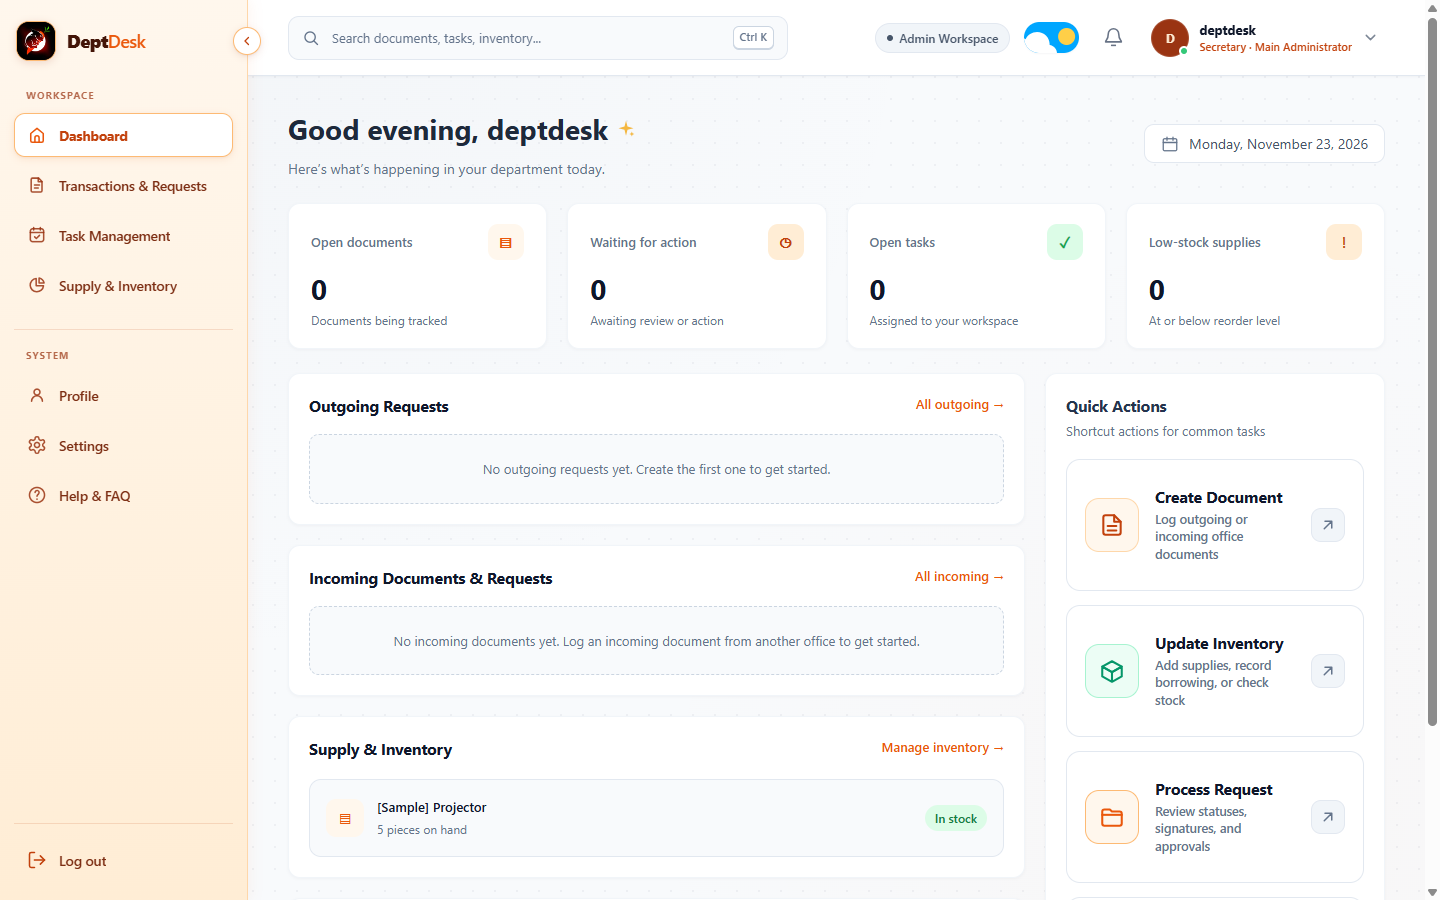 DeptDesk
Search documents, tasks, inventory...
Ctrl K
Admin Workspace
D
deptdesk
Secretary · Main Administrator
WORKSPACE
Dashboard
Transactions & Requests
Task Management
Supply & Inventory
SYSTEM
Profile
Settings
Help & FAQ
Log out
Good evening, deptdesk
Here's what's happening in your department today.
Monday, November 23, 2026
Open documents
0
Documents being tracked
Waiting for action
0
Awaiting review or action
Open tasks
0
Assigned to your workspace
Low-stock supplies
!
0
At or below reorder level
Outgoing Requests
All outgoing →
No outgoing requests yet. Create the first one to get started.
Incoming Documents & Requests
All incoming →
No incoming documents yet. Log an incoming document from another office to get started.
Supply & Inventory
Manage inventory →
[Sample] Projector
5 pieces on hand
In stock
Quick Actions
Shortcut actions for common tasks
Create Document
Log outgoing or
incoming office
documents
Update Inventory
Add supplies, record
borrowing, or check
stock
Process Request
Review statuses,
signatures, and
approvals